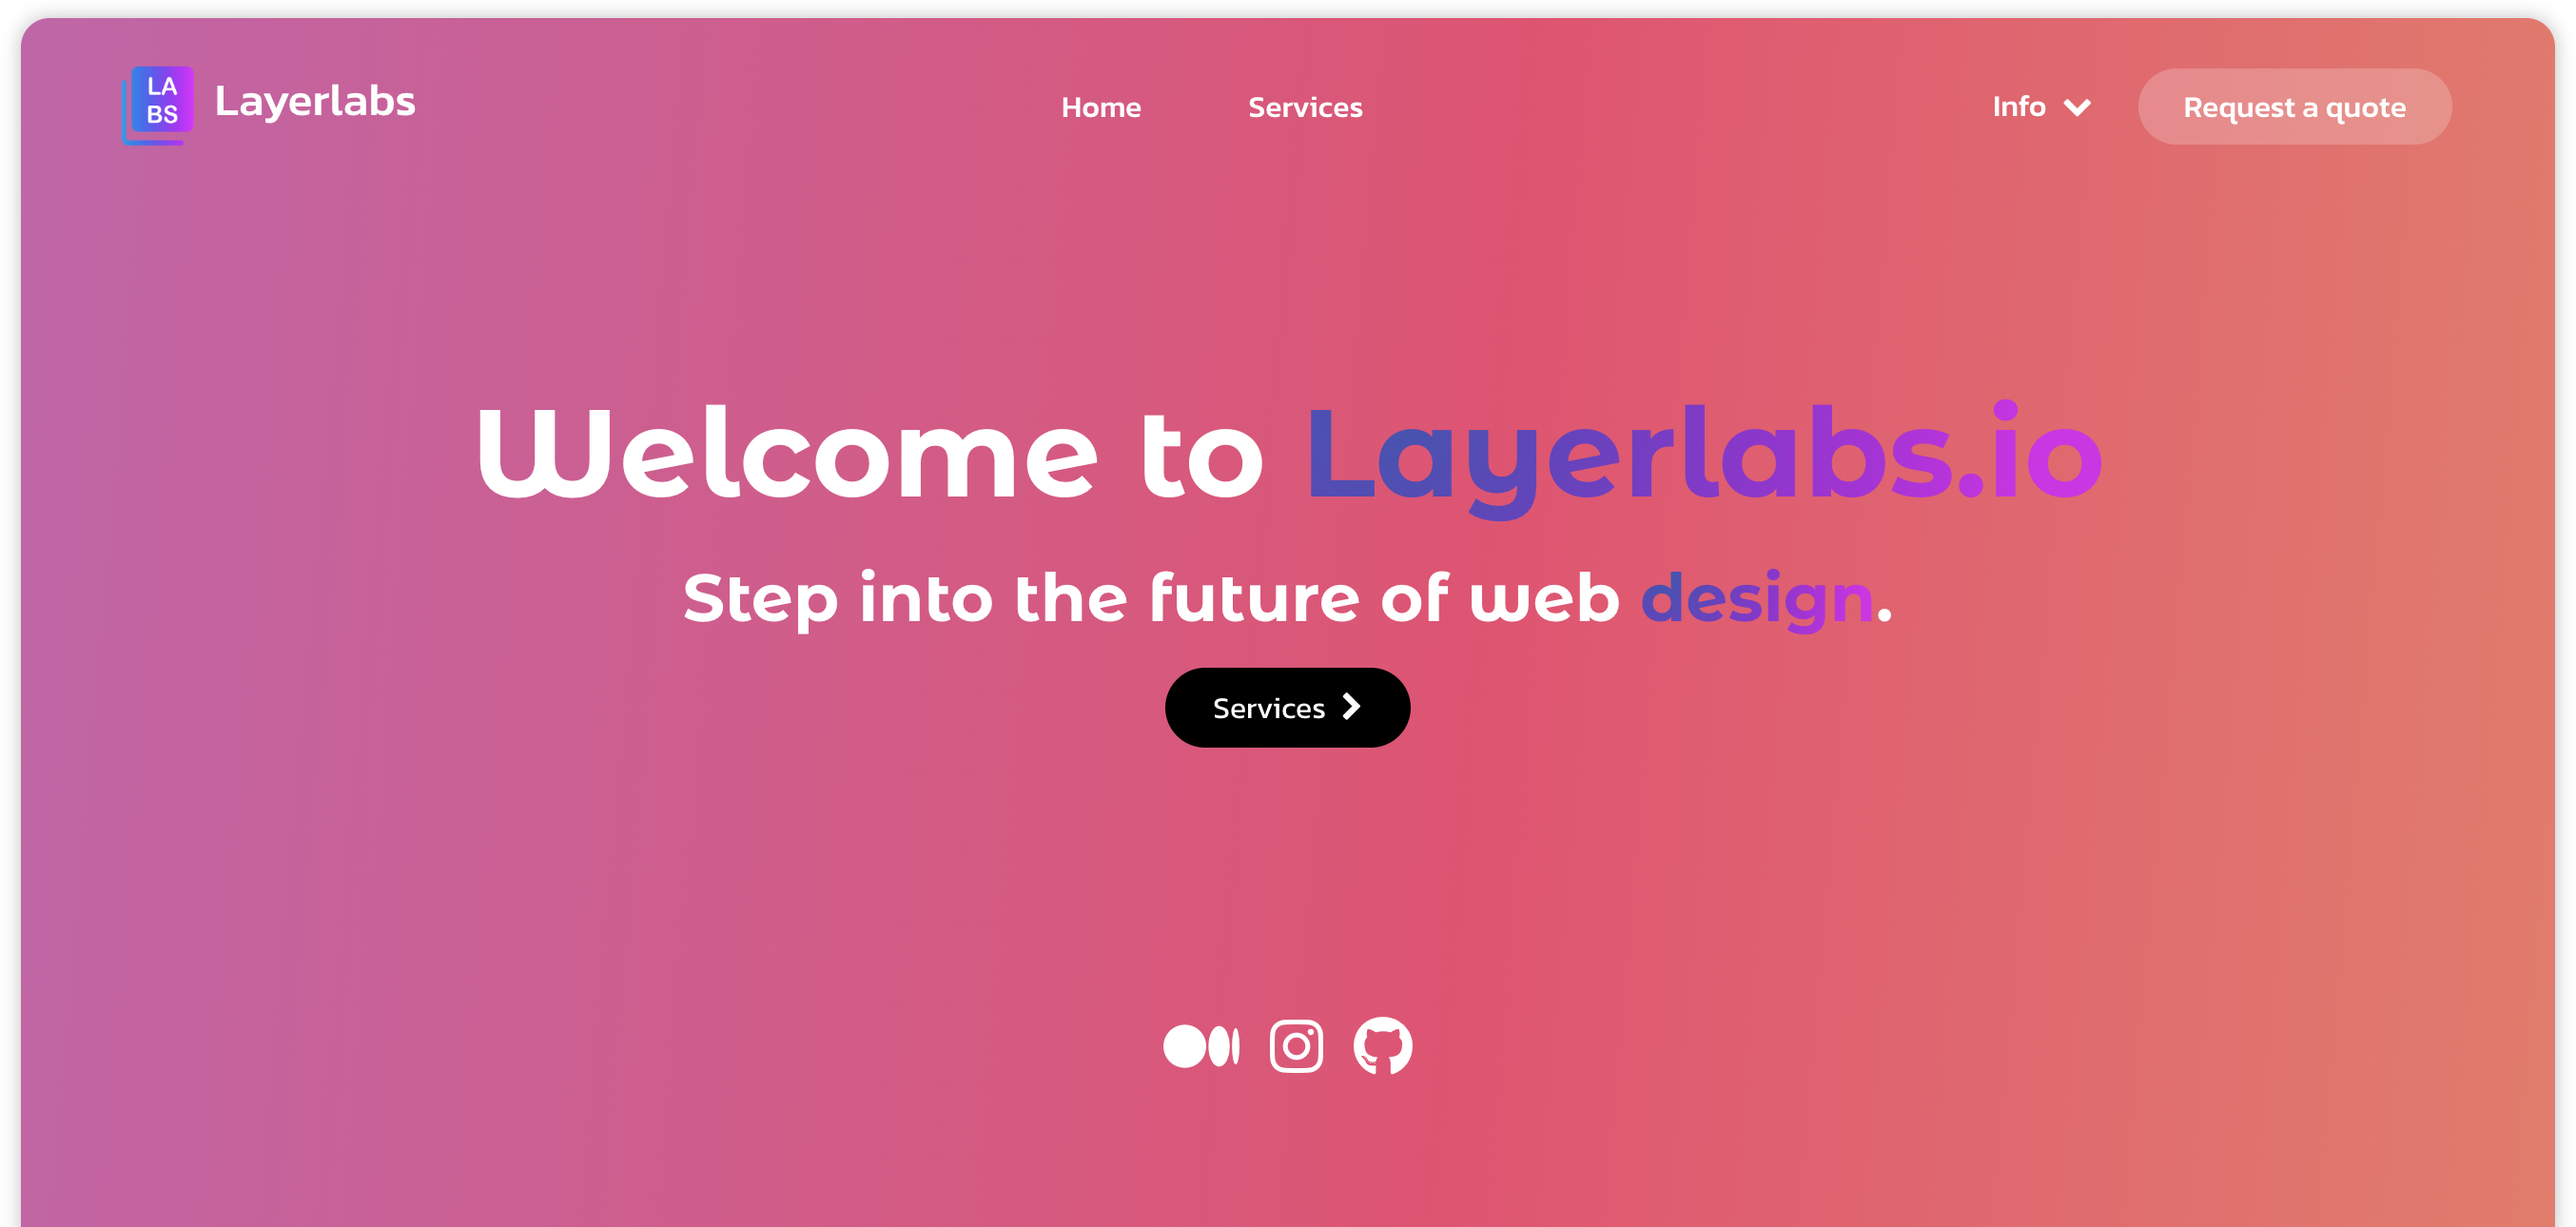 LA
BS
Layerlabs
Home
Services
Info
Request a quote
Welcome to Layerlabs.io
Step into the future of web design.
Services